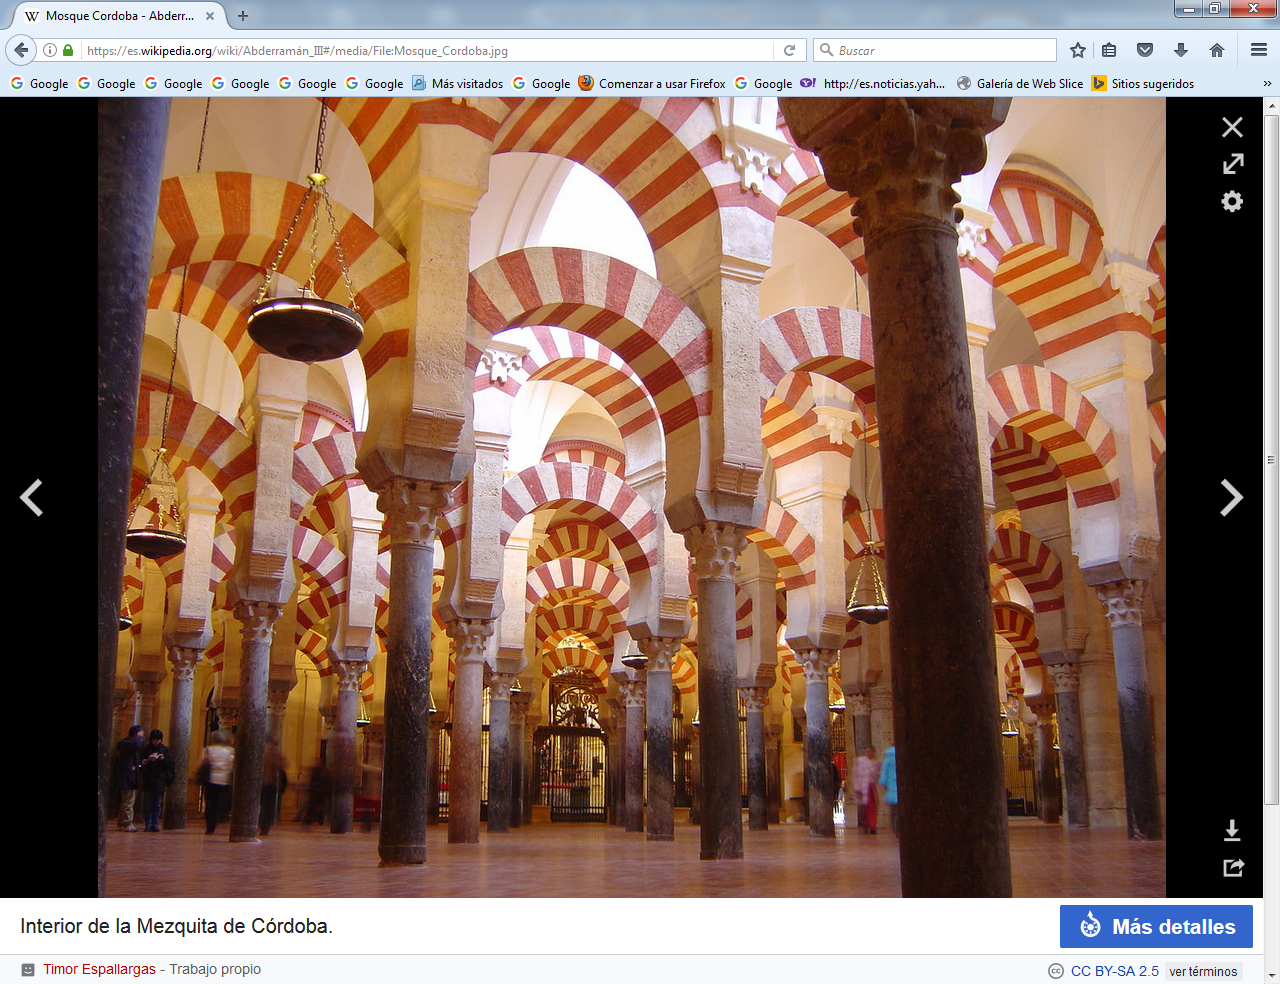 Mosque Cordoba - Abderr...
https://es.wikipedia.org/wiki/Abderramán_III#/media/File:Mosque_Cordoba.jpg
Buscar
Google Google Google Google Google Google Más visitados Google Comenzar a usar Firefox Google http://es.noticias.yah... Galería de Web Slice Sitios sugeridos
Interior de la Mezquita de Córdoba.
Más detalles
Timor Espallargas - Trabajo propio
CC BY-SA 2.5 ver términos